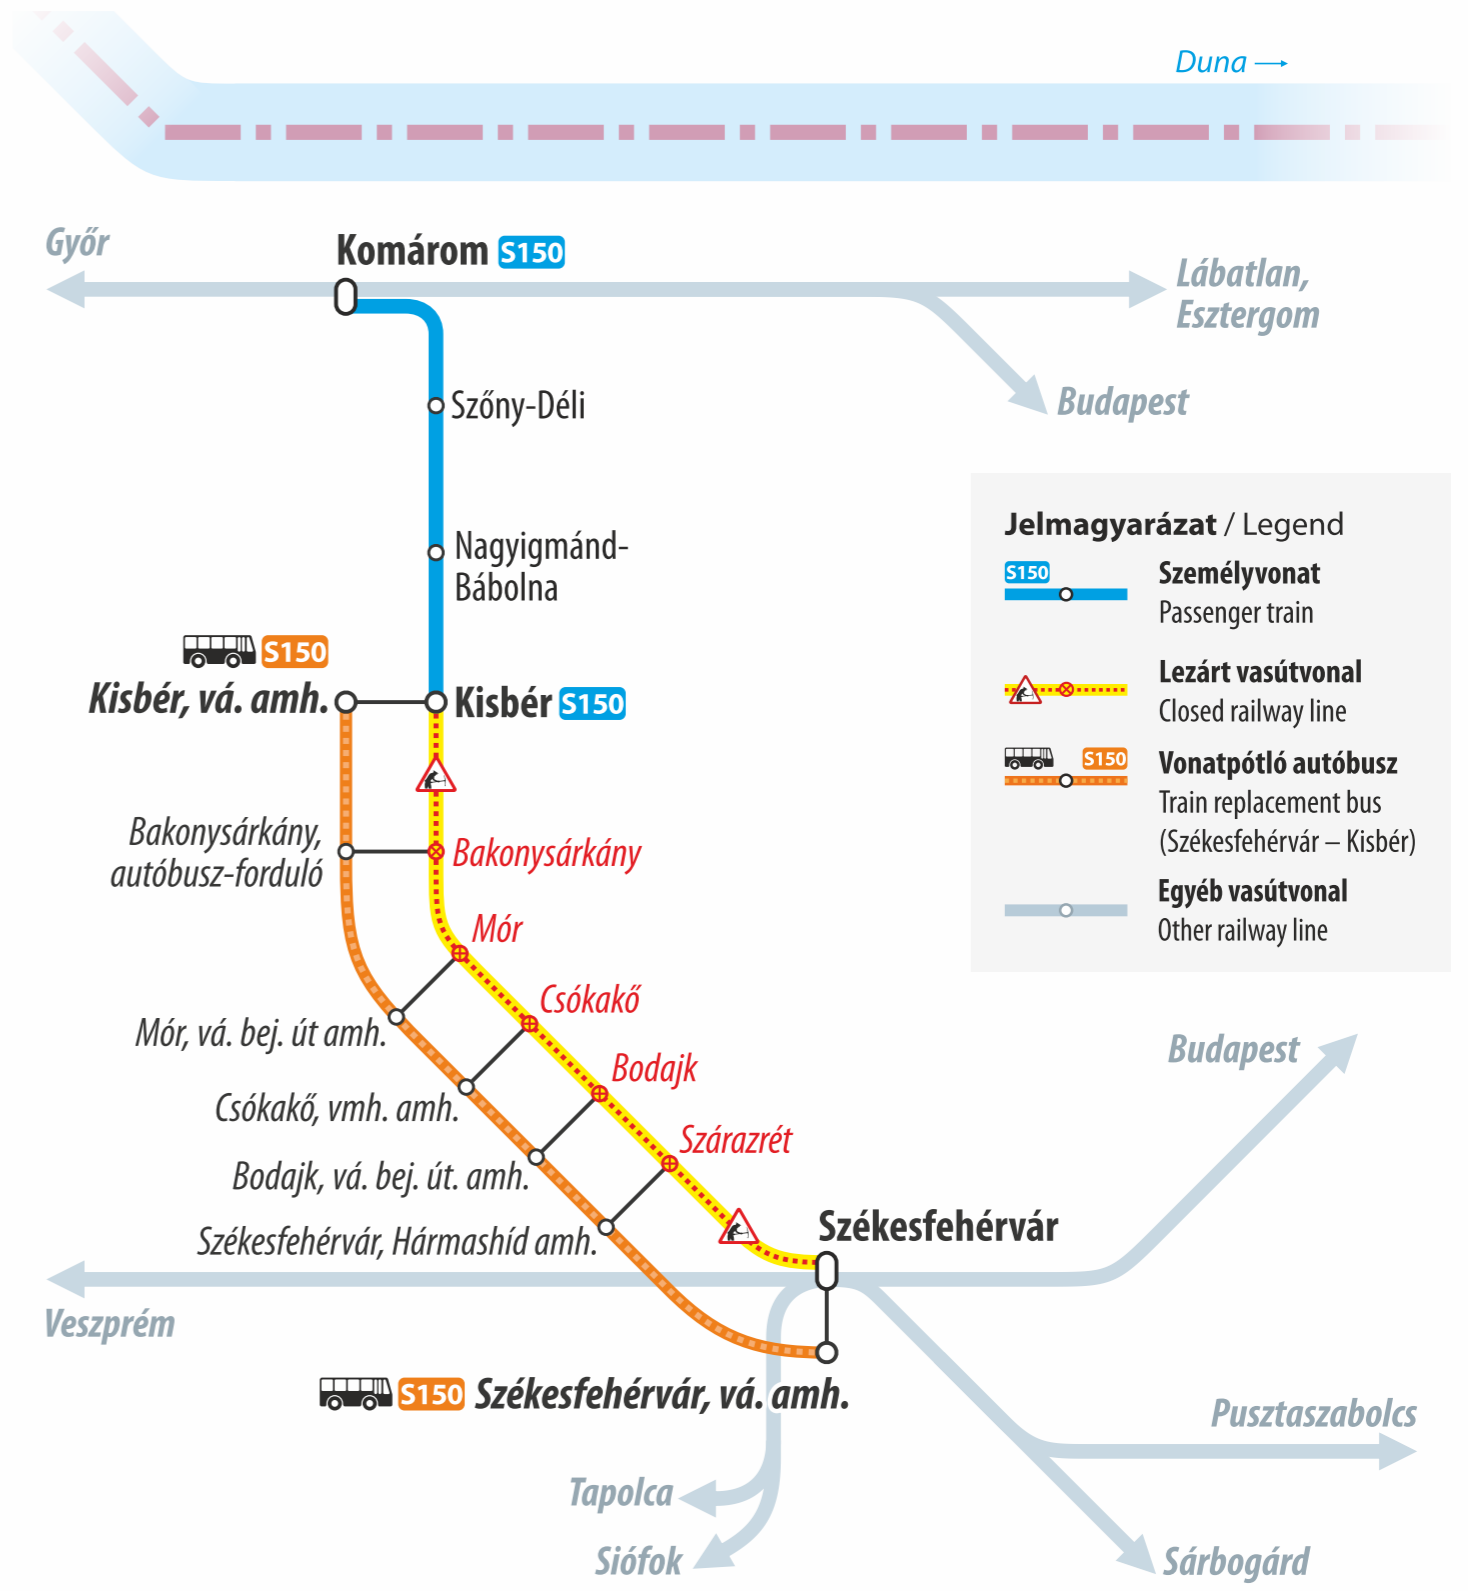 Duna
Győr
Komárom S150
Lábatlan,
Esztergom
Szőny-Déli
Budapest
Nagyigmánd-
Bábolna
S150
Kisbér, vá. amh.
Kisbér S150
Jelmagyarázat / Legend
S150
Személyvonat
Passenger train
Lezárt vasútvonal
Closed railway line
S150
Vonatpótló autóbusz
Train replacement bus
(Székesfehérvár – Kisbér)
Egyéb vasútvonal
Other railway line
Bakonysárkány,
autóbusz-forduló
Bakonysárkány
Mór
Csókakő
Bodajk
Szárazrét
Mór, vá. bej. út amh.
Csókakő, vmh. amh.
Bodajk, vá. bej. út. amh.
Székesfehérvár, Hármashíd amh.
Székesfehérvár
Budapest
Veszprém
S150 Székesfehérvár, vá. amh.
Pusztaszabolcs
Tapolca
Siófok
Sárbogárd